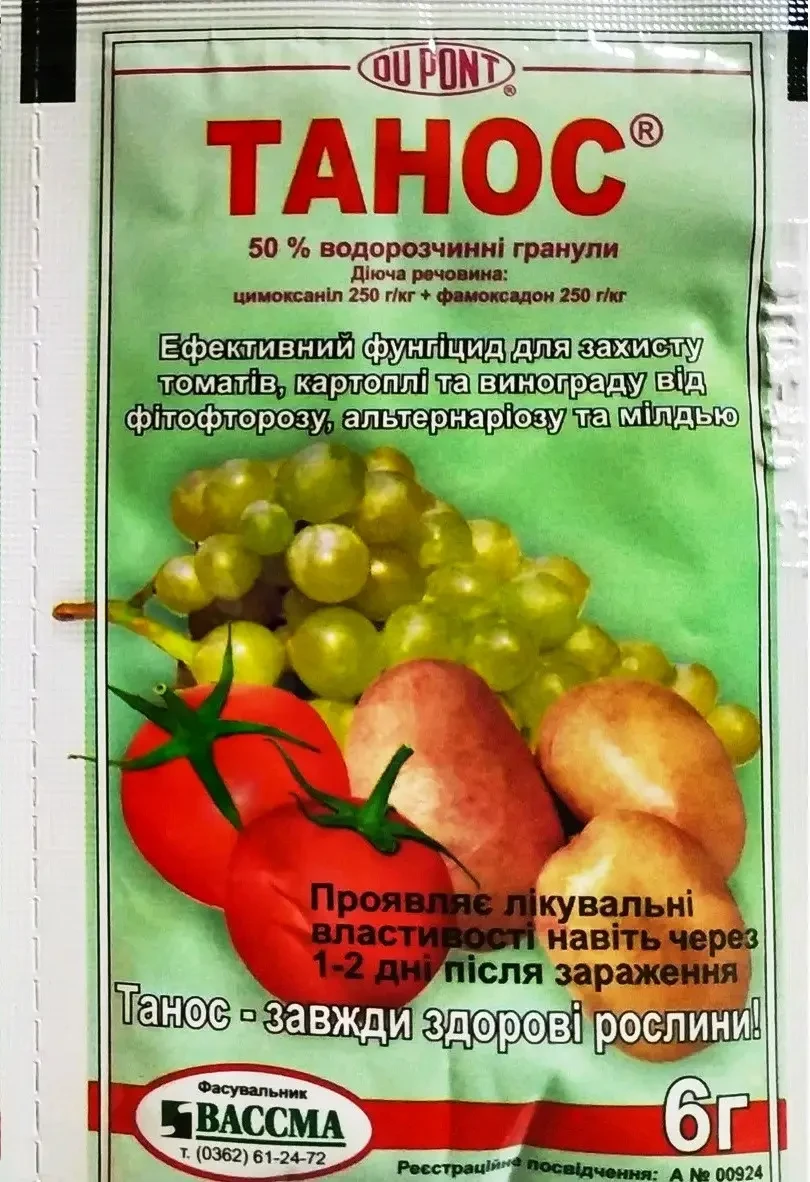 DU PONT®
ТАНОС®
50 % водорозчинні гранули
Діюча речовина:
цимоксаніл 250 г/кг + фамоксадон 250 г/кг
Ефективний фунгіцид для захисту
томатів, картоплі та винограду від
фітофторозу, альтернаріозу та мілдью
Проявляє лікувальні
властивості навіть через
1-2 дні після зараження
Танос - завжди здорові рослини!
Фасувальник
ВАССМА
т. (0362) 61-24-72
6г
Реєстраційне посвідчення: А № 00924